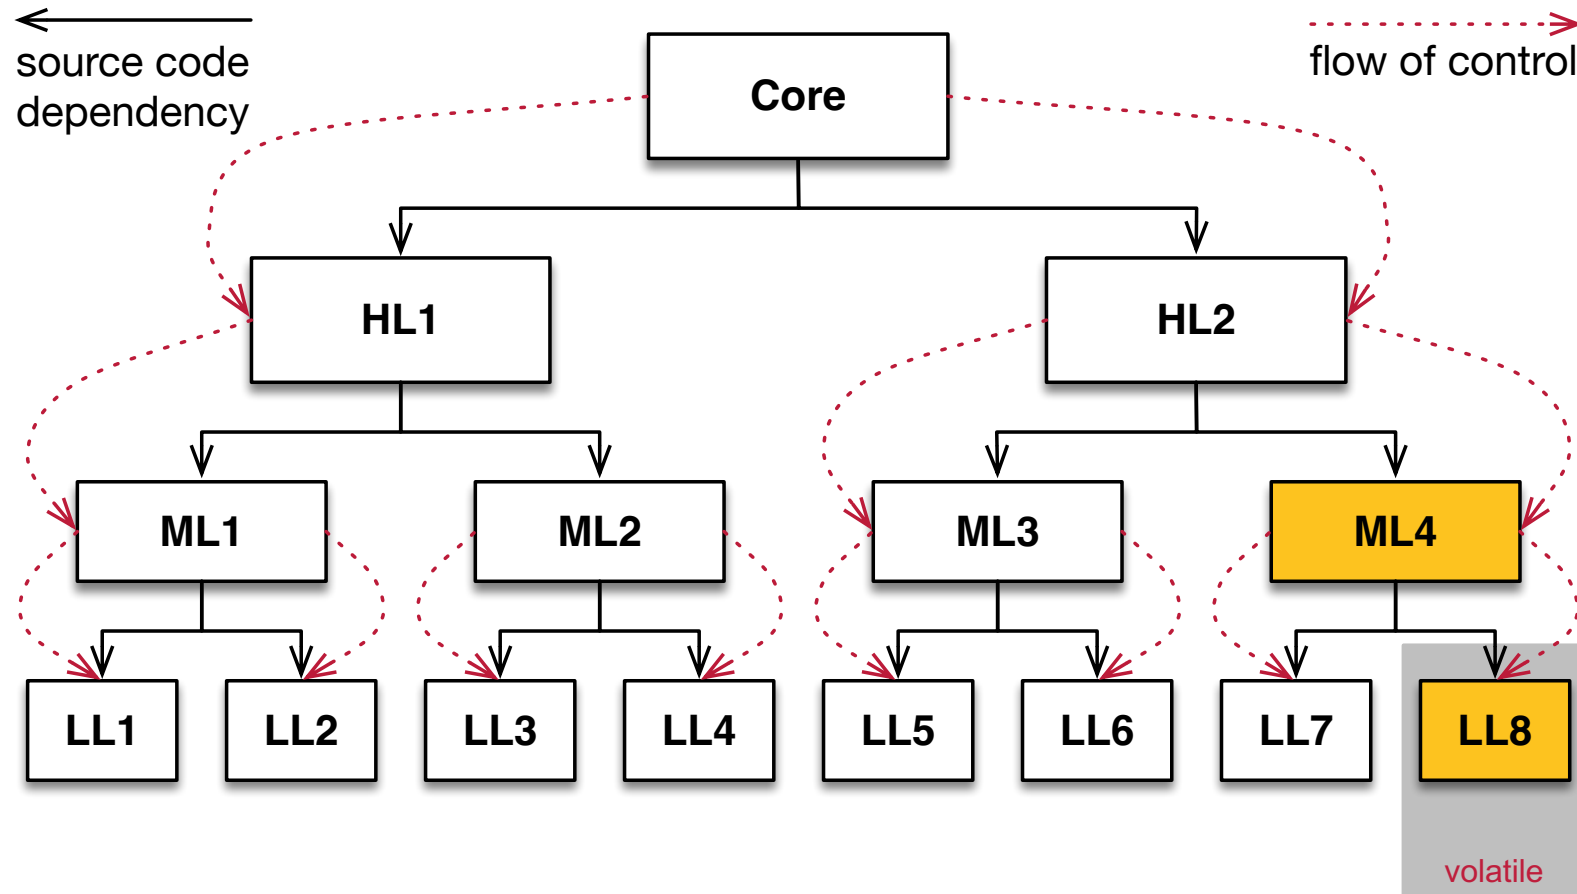 source code
dependency
flow of control
Core
HL1
HL2
ML1
ML2
ML3
ML4
LL1
LL2
LL3
LL4
LL5
LL6
LL7
LL8
volatile